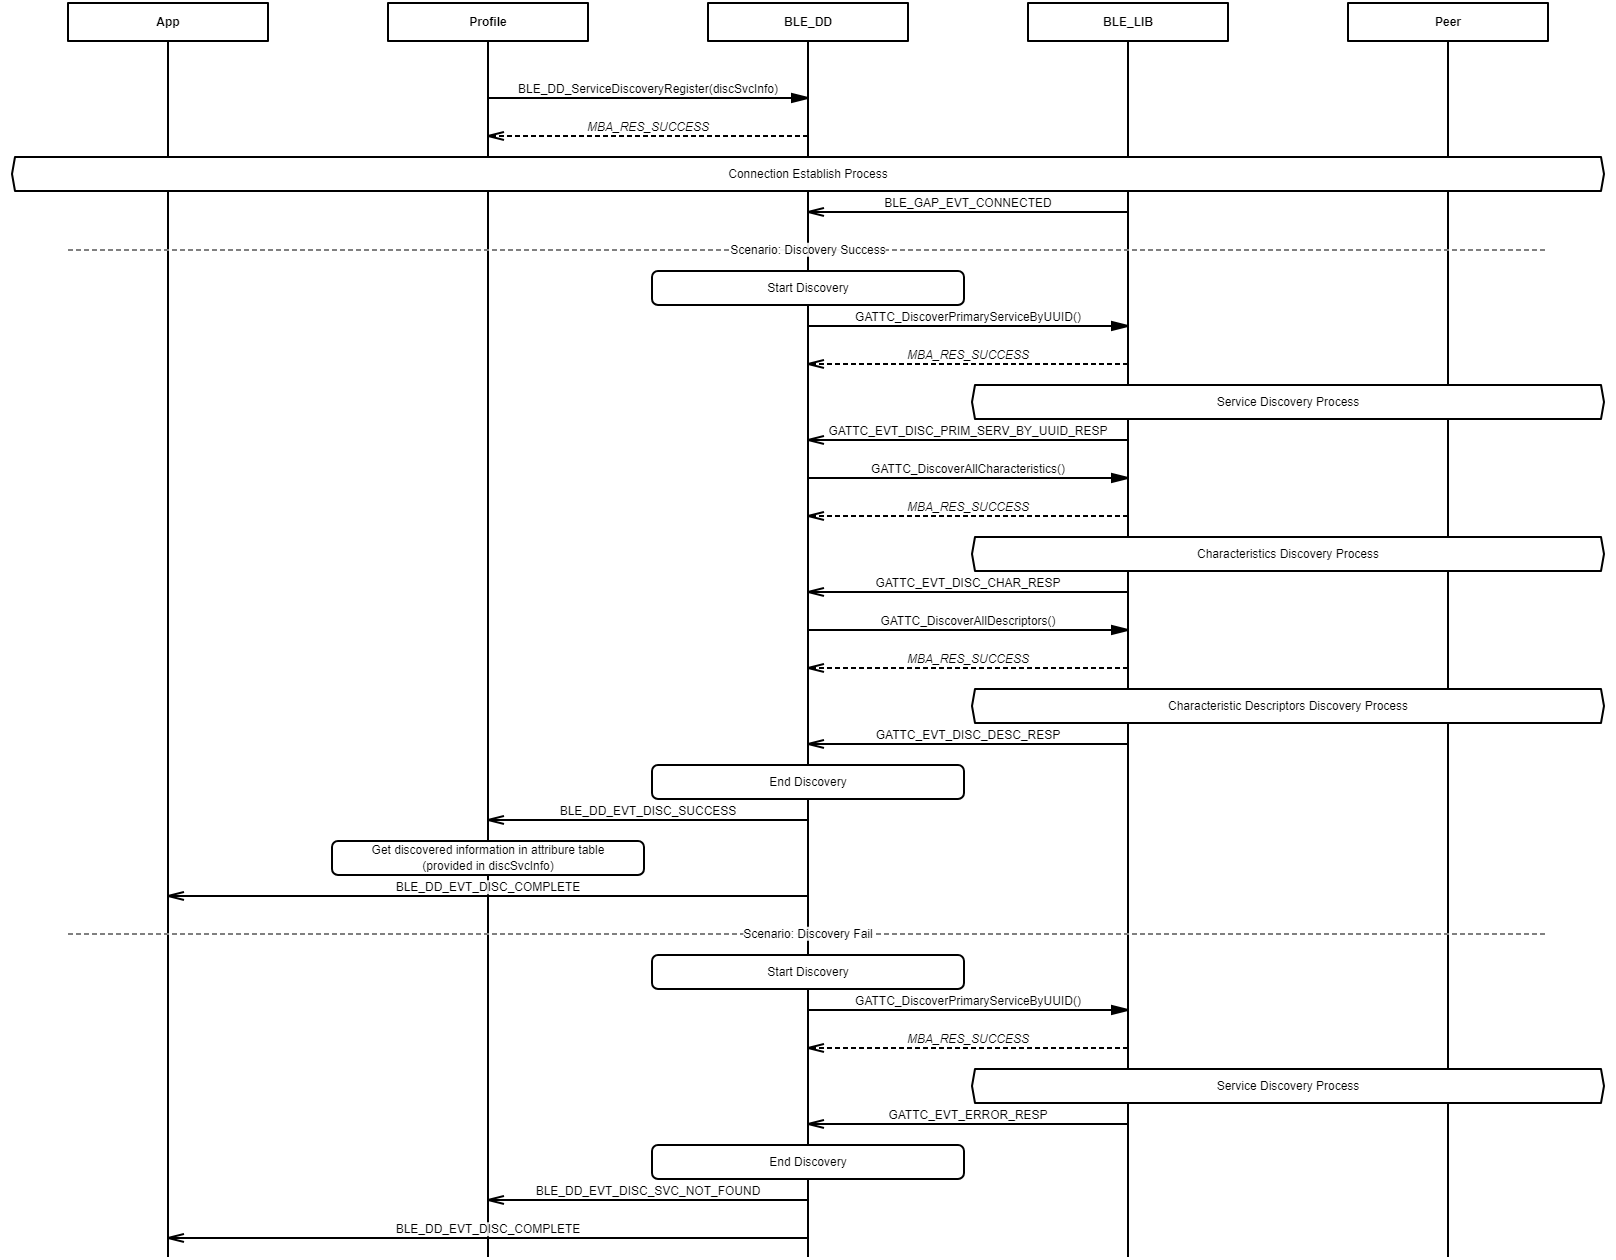 App
Profile
BLE_DD
BLE_LIB
Peer
BLE_DD_ServiceDiscoveryRegister(discSvcInfo)
MBA_RES_SUCCESS
Connection Establish Process
BLE_GAP_EVT_CONNECTED
Scenario: Discovery Success
Start Discovery
GATTC_DiscoverPrimaryServiceByUUID()
MBA_RES_SUCCESS
Service Discovery Process
GATTC_EVT_DISC_PRIM_SERV_BY_UUID_RESP
GATTC_DiscoverAllCharacteristics()
MBA_RES_SUCCESS
Characteristics Discovery Process
GATTC_EVT_DISC_CHAR_RESP
GATTC_DiscoverAllDescriptors()
MBA_RES_SUCCESS
Characteristic Descriptors Discovery Process
GATTC_EVT_DISC_DESC_RESP
End Discovery
BLE_DD_EVT_DISC_SUCCESS
Get discovered information in attribure table
(provided in discSvcInfo)
BLE_DD_EVT_DISC_COMPLETE
Scenario: Discovery Fail
Start Discovery
GATTC_DiscoverPrimaryServiceByUUID()
MBA_RES_SUCCESS
Service Discovery Process
GATTC_EVT_ERROR_RESP
End Discovery
BLE_DD_EVT_DISC_SVC_NOT_FOUND
BLE_DD_EVT_DISC_COMPLETE